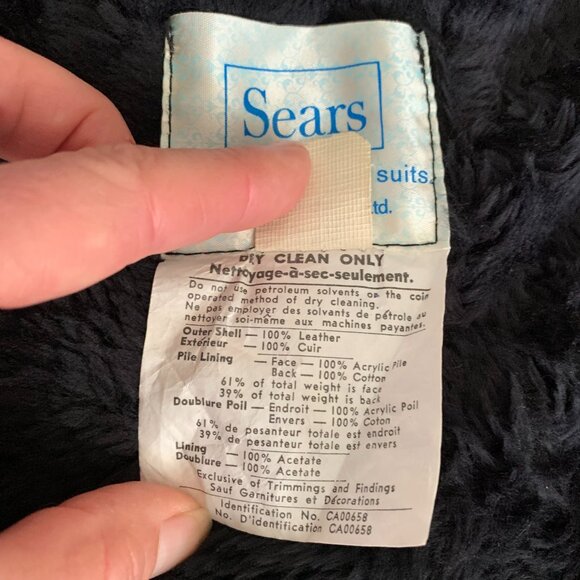 Sears
suits.
td.
DRY CLEAN ONLY
Nettoyage-à-sec-seulement.
Do not use petroleum solvents or the coin
operated method of dry cleaning.
Ne pas employer des solvants de pétrole au
nettoyer soi-même aux machines payantes.
Outer Shell — 100% Leather
Extérieur — 100% Cuir
Pile Lining — Face — 100% Acrylic Pile
Back — 100% Cotton
61% of total weight is face
39% of total weight is back
Doublure Poil — Endroit — 100% Acrylic Poil
Envers — 100% Coton
61% de pesanteur totale est endroit
39% de pesanteur totale est envers
Lining — 100% Acetate
Doublure — 100% Acetate
Exclusive of Trimmings and Findings
Sauf Garnitures et Décorations
Identification No. CA00658
No. D'identification CA00658